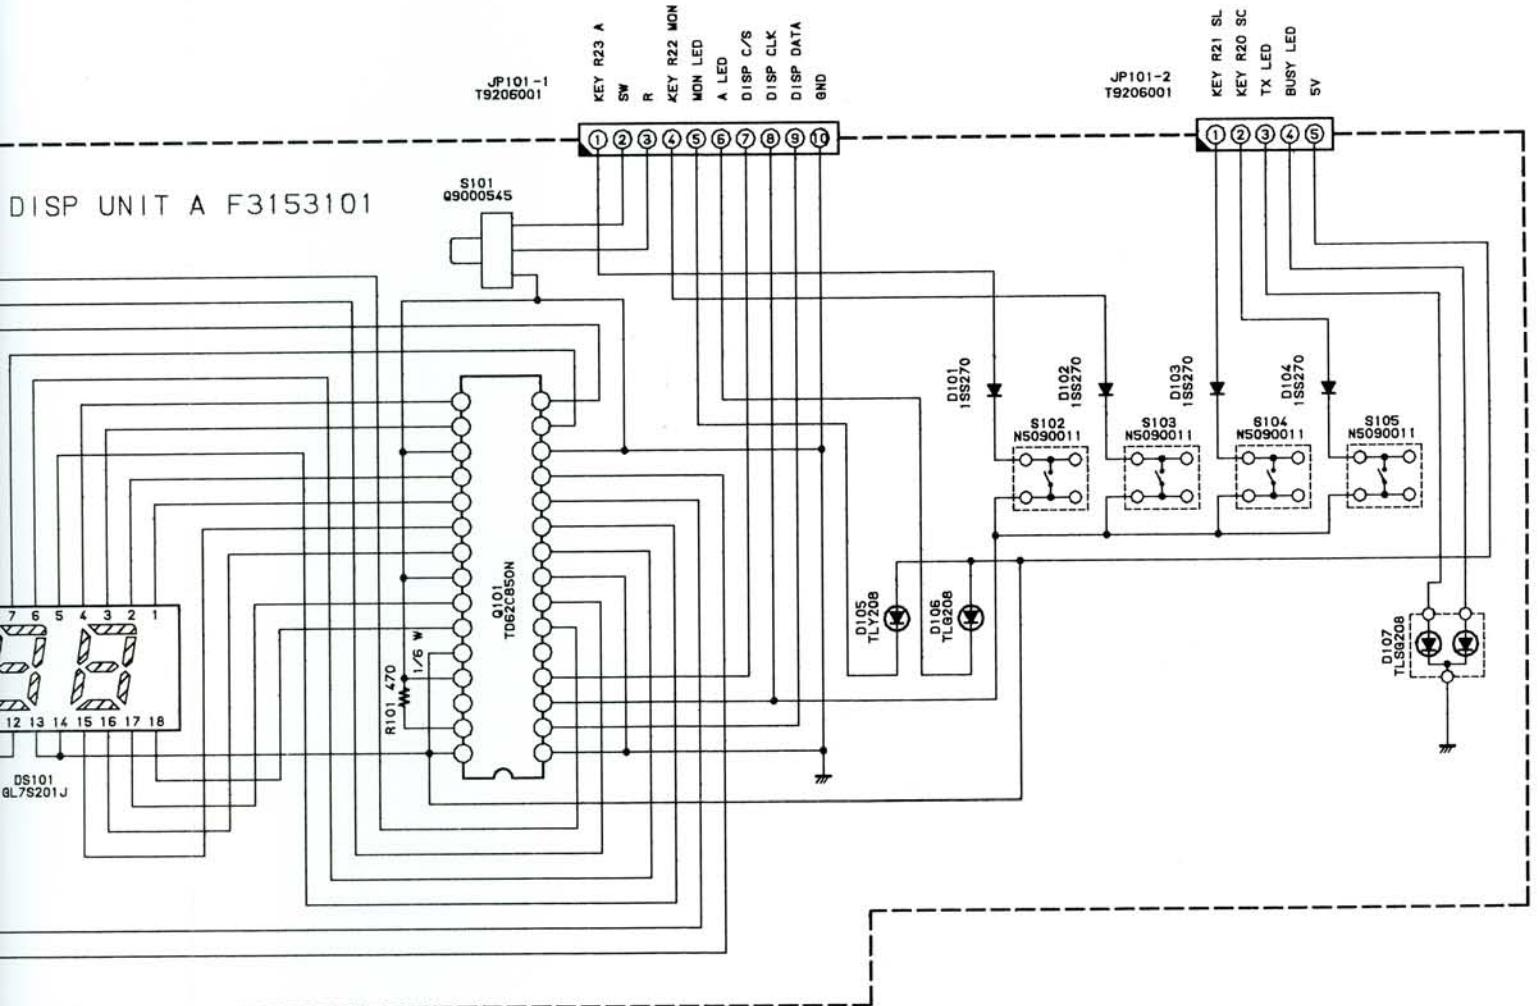 JP101-1
T9206001
KEY R23 A
SW
R
KEY R22 MON
MON LED
A LED
DISP C/S
DISP CLK
DISP DATA
GND
1 2 3 4 5 6 7 8 9 10
JP101-2
T9206001
KEY R21 SL
KEY R20 SC
TX LED
BUSY LED
5V
1 2 3 4 5
DISP UNIT A F3153101
S101
Q9000545
D101
1SS270
D102
1SS270
D103
1SS270
D104
1SS270
S102
N5090011
S103
N5090011
S104
N5090011
S105
N5090011
Q101
TD62C850N
R101 470
1/6 W
D105
TLY208
D106
TLG208
D107
TLSG208
7 6 5 4 3 2 1
12 13 14 15 16 17 18
DS101
GL7S201J